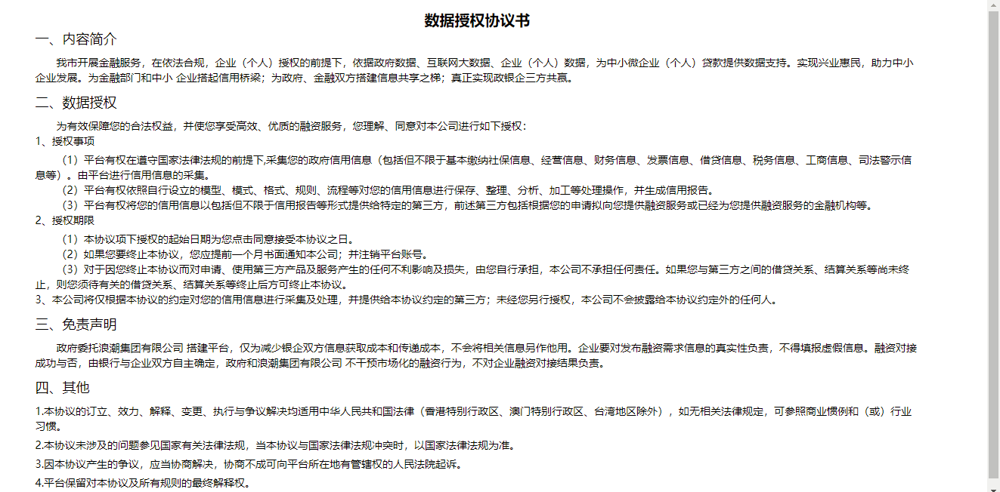 数据授权协议书
一、内容简介
我市开展金融服务，在依法合规，企业（个人）授权的前提下，依据政府数据、互联网大数据、企业（个人）数据，为中小微企业（个人）贷款提供数据支持。实现兴业惠民，助力中小
企业发展。为金融部门和中小 企业搭起信用桥梁；为政府、金融双方搭建信息共享之梯；真正实现政银企三方共赢。
二、数据授权
为有效保障您的合法权益，并使您享受高效、优质的融资服务，您理解、同意对本公司进行如下授权：
1、授权事项
（1）平台有权在遵守国家法律法规的前提下,采集您的政府信用信息（包括但不限于基本缴纳社保信息、经营信息、财务信息、发票信息、借贷信息、税务信息、工商信息、司法警示信
息等）。由平台进行信用信息的采集。
（2）平台有权依照自行设立的模型、模式、格式、规则、流程等对您的信用信息进行保存、整理、分析、加工等处理操作，并生成信用报告。
（3）平台有权将您的信用信息以包括但不限于信用报告等形式提供给特定的第三方，前述第三方包括根据您的申请拟向您提供融资服务或已经为您提供融资服务的金融机构等。
2、授权期限
（1）本协议项下授权的起始日期为您点击同意接受本协议之日。
（2）如果您要终止本协议，您应提前一个月书面通知本公司；并注销平台账号。
（3）对于因您终止本协议而对申请、使用第三方产品及服务产生的任何不利影响及损失，由您自行承担，本公司不承担任何责任。如果您与第三方之间的借贷关系、结算关系等尚未终
止，则您须待有关的借贷关系、结算关系等终止后方可终止本协议。
3、本公司将仅根据本协议的约定对您的信用信息进行采集及处理，并提供给本协议约定的第三方；未经您另行授权，本公司不会披露给本协议约定外的任何人。
三、免责声明
政府委托浪潮集团有限公司 搭建平台，仅为减少银企双方信息获取成本和传递成本，不会将相关信息另作他用。企业要对发布融资需求信息的真实性负责，不得填报虚假信息。融资对接
成功与否，由银行与企业双方自主确定，政府和浪潮集团有限公司 不干预市场化的融资行为，不对企业融资对接结果负责。
四、其他
1.本协议的订立、效力、解释、变更、执行与争议解决均适用中华人民共和国法律（香港特别行政区、澳门特别行政区、台湾地区除外），如无相关法律规定，可参照商业惯例和（或）行业
习惯。
2.本协议未涉及的问题参见国家有关法律法规，当本协议与国家法律法规冲突时，以国家法律法规为准。
3.因本协议产生的争议，应当协商解决，协商不成可向平台所在地有管辖权的人民法院起诉。
4.平台保留对本协议及所有规则的最终解释权。